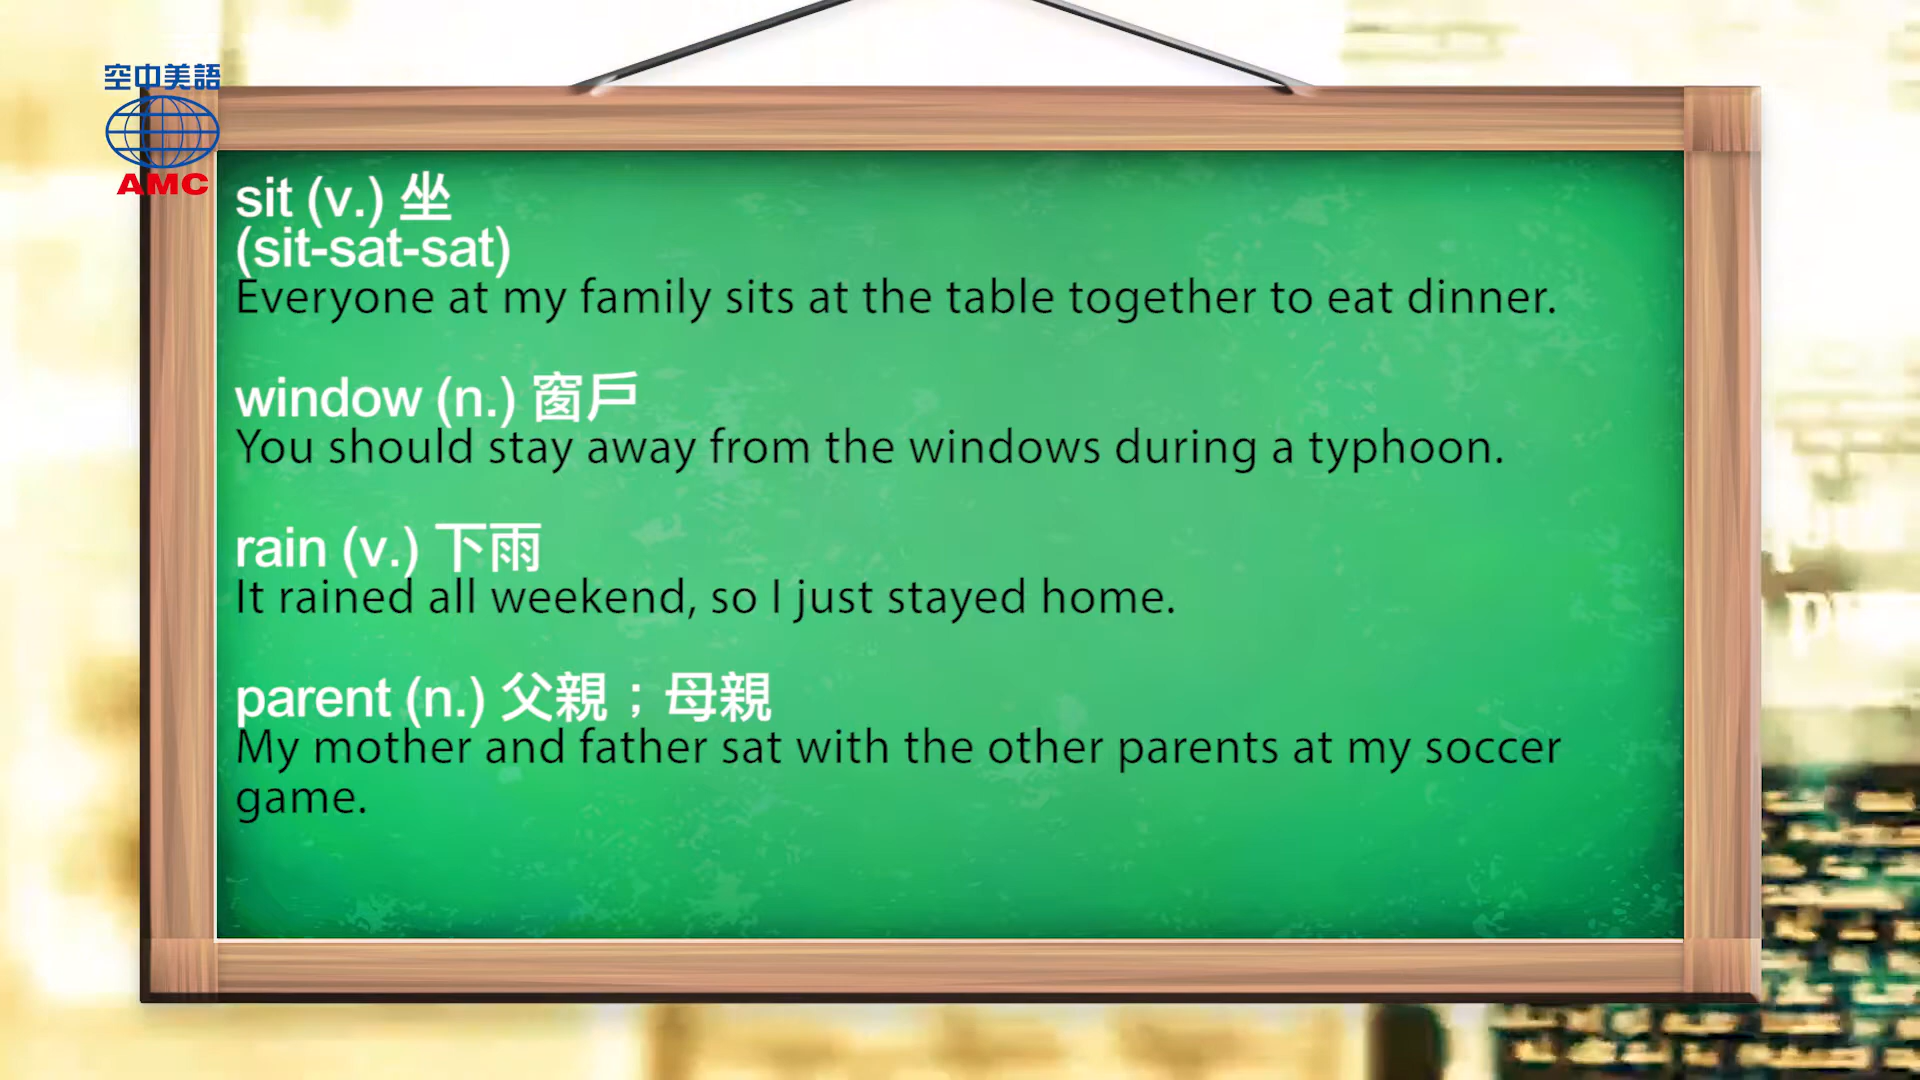 空中美語
AMC
sit (v.) 坐
(sit-sat-sat)
Everyone at my family sits at the table together to eat dinner.
window (n.) 窗戶
You should stay away from the windows during a typhoon.
rain (v.) 下雨
It rained all weekend, so I just stayed home.
parent (n.) 父親；母親
My mother and father sat with the other parents at my soccer
game.